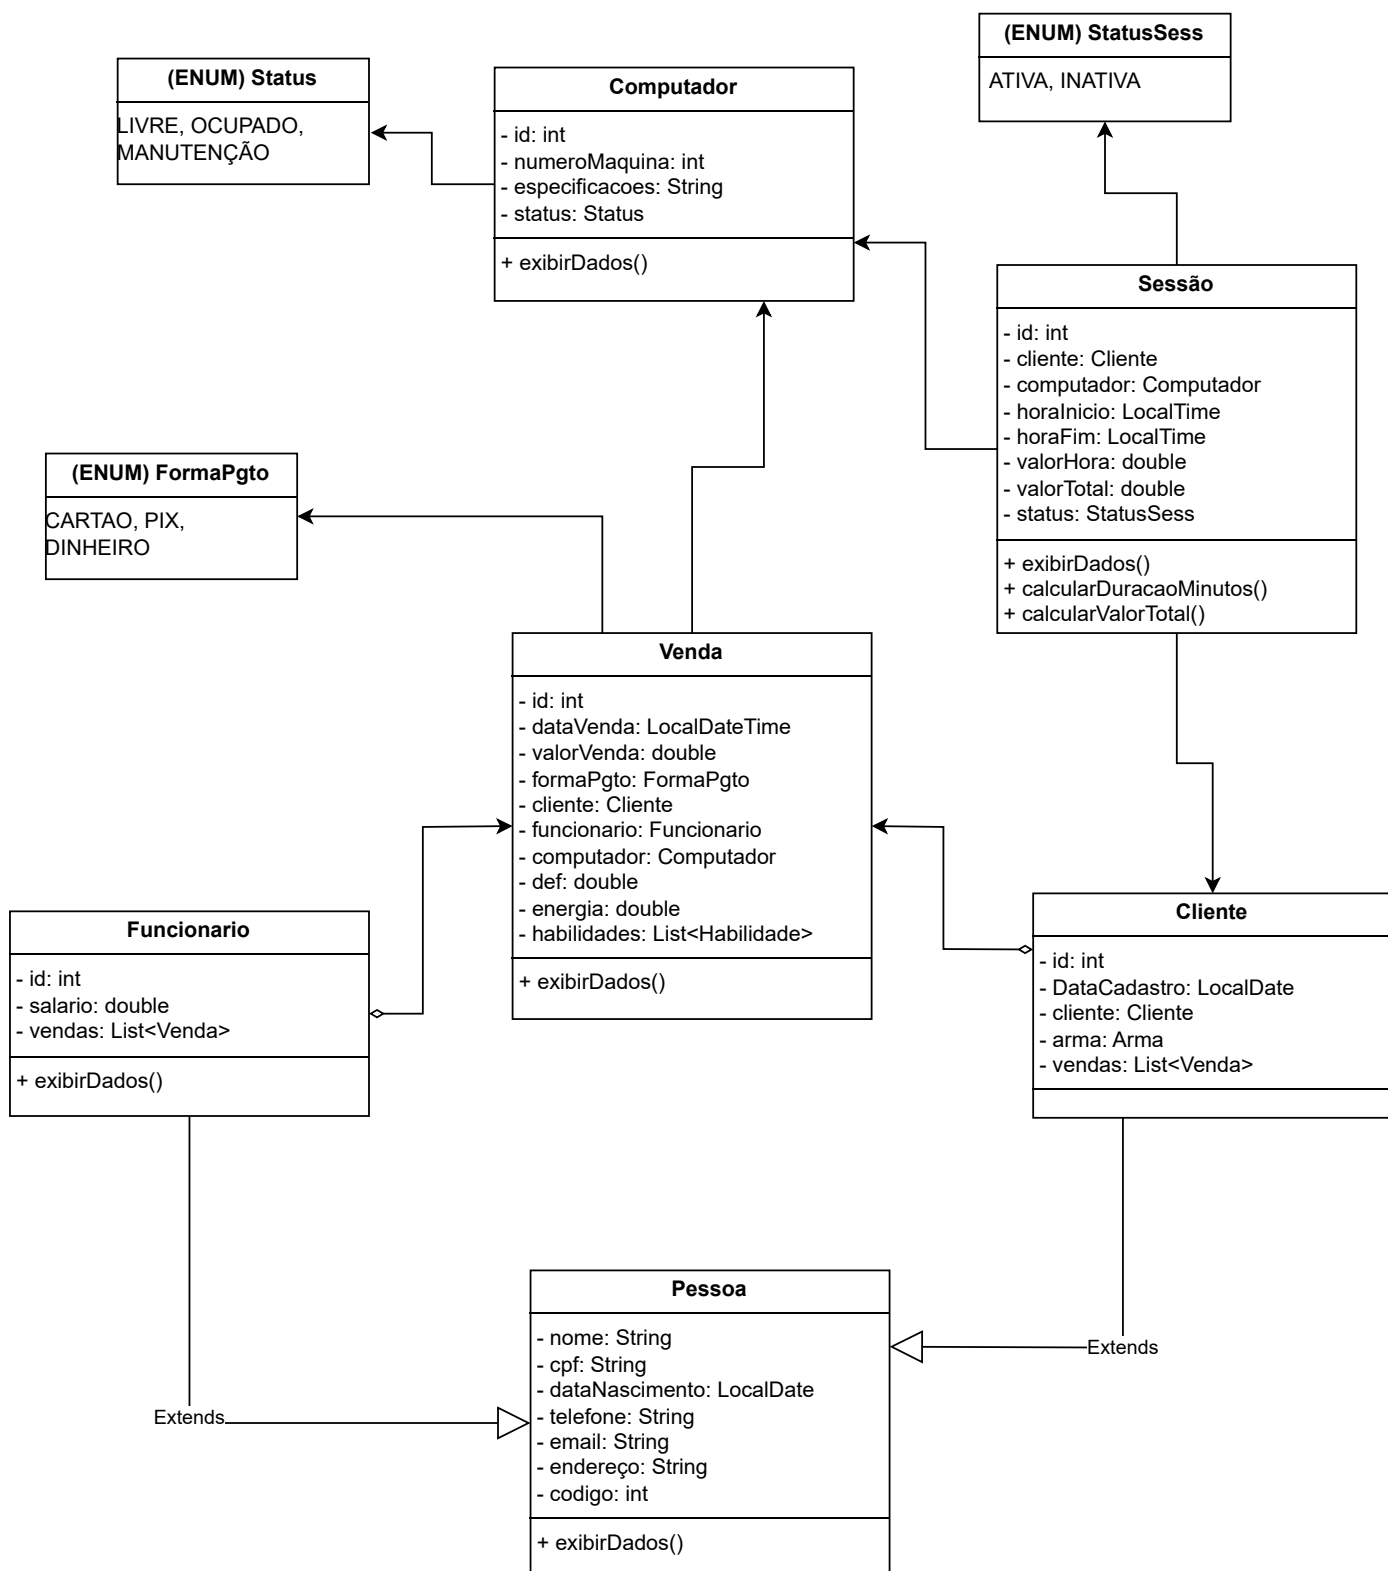 (ENUM) StatusSess
ATIVA, INATIVA
(ENUM) Status
LIVRE, OCUPADO,
MANUTENÇÃO
Computador
- id: int
- numeroMaquina: int
- especificacoes: String
- status: Status
+ exibirDados()
Sessão
- id: int
- cliente: Cliente
- computador: Computador
- horaInicio: LocalTime
- horaFim: LocalTime
- valorHora: double
- valorTotal: double
- status: StatusSess
+ exibirDados()
+ calcularDuracaoMinutos()
+ calcularValorTotal()
(ENUM) FormaPgto
CARTAO, PIX,
DINHEIRO
Venda
- id: int
- dataVenda: LocalDateTime
- valorVenda: double
- formaPgto: FormaPgto
- cliente: Cliente
- funcionario: Funcionario
- computador: Computador
- def: double
- energia: double
- habilidades: List<Habilidade>
+ exibirDados()
Funcionario
- id: int
- salario: double
- vendas: List<Venda>
+ exibirDados()
Cliente
- id: int
- DataCadastro: LocalDate
- cliente: Cliente
- arma: Arma
- vendas: List<Venda>
Extends
Extends
Pessoa
- nome: String
- cpf: String
- dataNascimento: LocalDate
- telefone: String
- email: String
- endereço: String
- codigo: int
+ exibirDados()